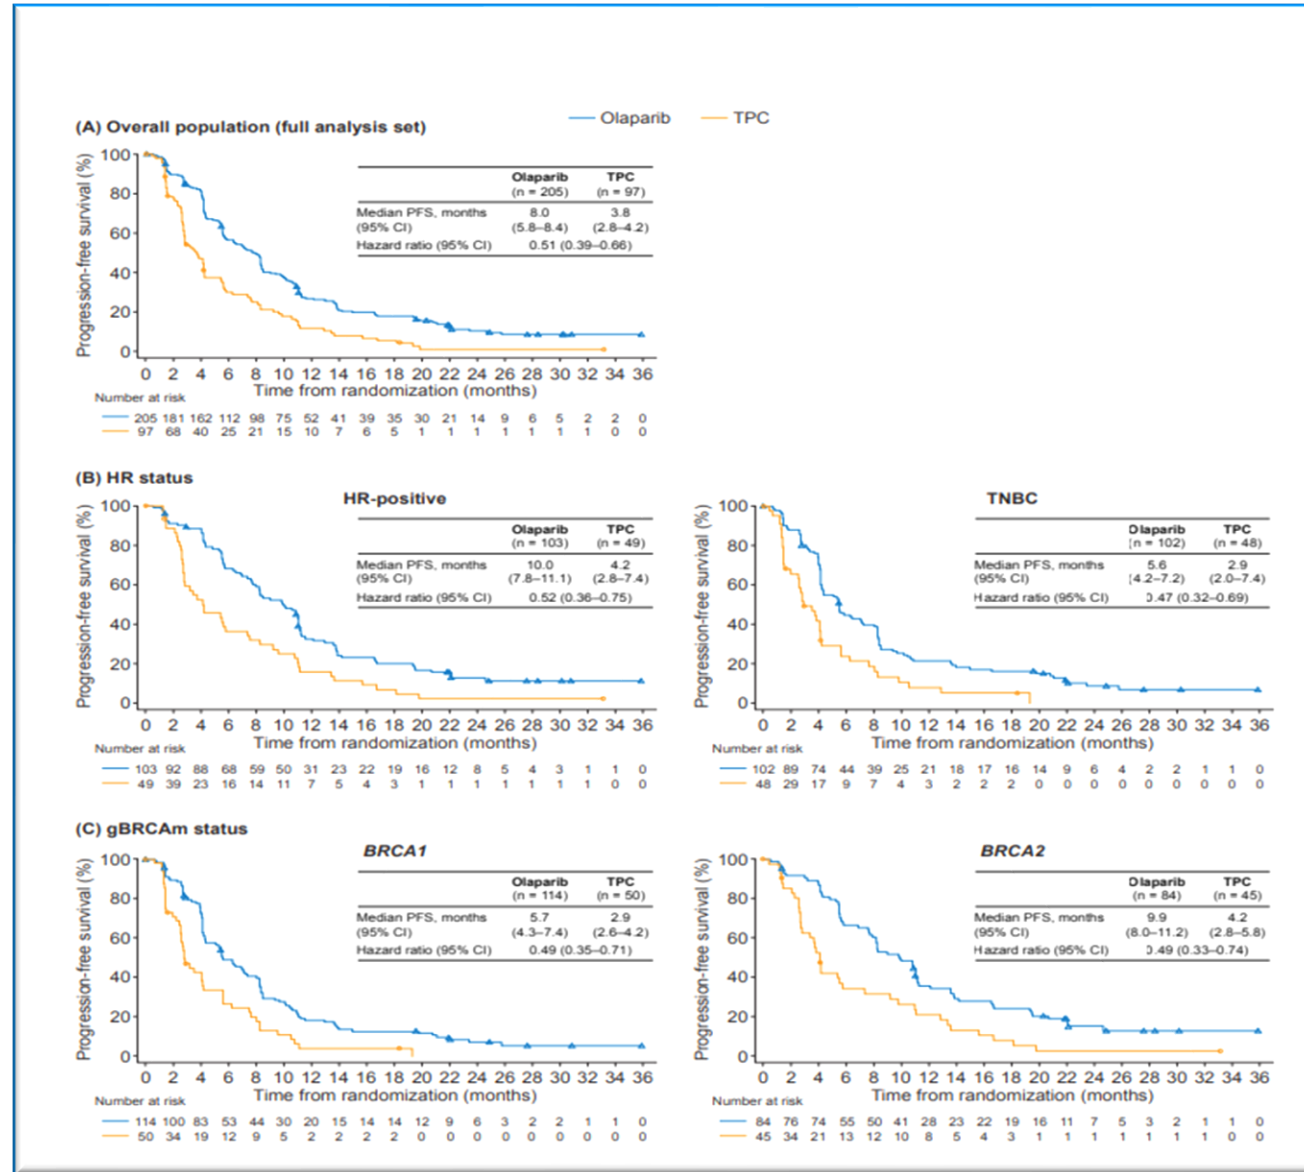 Olaparib TPC
(A) Overall population (full analysis set)
Progression-free survival (%)
100
80
60
40
20
0
Olaparib TPC
(n = 205) (n = 97)
Median PFS, months 8.0 3.8
(95% CI) (5.8–8.4) (2.8–4.2)
Hazard ratio (95% CI) 0.51 (0.39–0.66)
0 2 4 6 8 10 12 14 16 18 20 22 24 26 28 30 32 34 36
Time from randomization (months)
Number at risk
205 181 162 112 98 75 52 41 39 35 30 21 14 9 6 5 2 2 0
97 68 40 25 21 15 10 7 6 5 1 1 1 1 1 1 1 0 0
(B) HR status
HR-positive
Progression-free survival (%)
100
80
60
40
20
0
Olaparib TPC
(n = 103) (n = 49)
Median PFS, months 10.0 4.2
(95% CI) (7.8–11.1) (2.8–7.4)
Hazard ratio (95% CI) 0.52 (0.36–0.75)
0 2 4 6 8 10 12 14 16 18 20 22 24 26 28 30 32 34 36
Time from randomization (months)
Number at risk
103 92 88 68 59 50 31 23 22 19 16 12 8 5 4 3 1 1 0
49 39 23 16 14 11 7 5 4 3 1 1 1 1 1 1 1 0 0
TNBC
Progression-free survival (%)
100
80
60
40
20
0
Olaparib TPC
(n = 102) (n = 48)
Median PFS, months 5.6 2.9
(95% CI) (4.2–7.2) (2.0–7.4)
Hazard ratio (95% CI) 0.47 (0.32–0.69)
0 2 4 6 8 10 12 14 16 18 20 22 24 26 28 30 32 34 36
Time from randomization (months)
Number at risk
102 89 74 44 39 25 21 18 17 16 14 9 6 4 2 2 1 1 0
48 29 17 9 7 4 3 2 2 2 0 0 0 0 0 0 0 0 0
(C) gBRCAm status
BRCA1
Progression-free survival (%)
100
80
60
40
20
0
Olaparib TPC
(n = 114) (n = 50)
Median PFS, months 5.7 2.9
(95% CI) (4.3–7.4) (2.6–4.2)
Hazard ratio (95% CI) 0.49 (0.35–0.71)
0 2 4 6 8 10 12 14 16 18 20 22 24 26 28 30 32 34 36
Time from randomization (months)
Number at risk
114 100 83 53 44 30 20 15 14 14 12 9 6 3 2 2 1 1 0
50 34 19 12 9 5 2 2 2 2 0 0 0 0 0 0 0 0 0
BRCA2
Progression-free survival (%)
100
80
60
40
20
0
Olaparib TPC
(n = 84) (n = 45)
Median PFS, months 9.9 4.2
(95% CI) (8.0–11.2) (2.8–5.8)
Hazard ratio (95% CI) 0.49 (0.33–0.74)
0 2 4 6 8 10 12 14 16 18 20 22 24 26 28 30 32 34 36
Time from randomization (months)
Number at risk
84 76 74 55 50 41 28 23 22 19 16 11 7 5 3 2 1 1 0
45 34 21 13 12 10 8 5 4 3 1 1 1 1 1 1 1 0 0